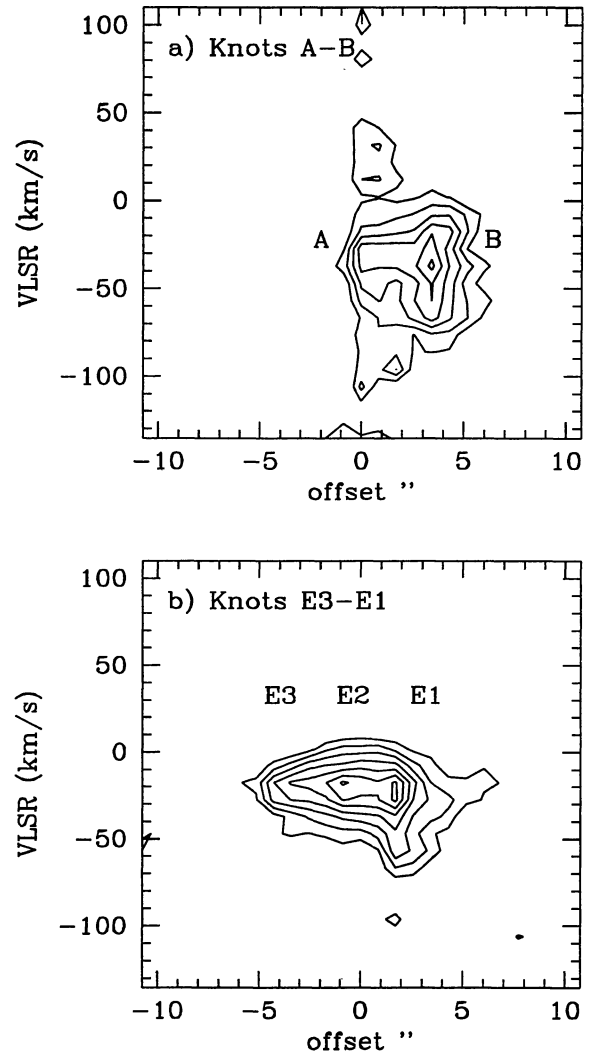 a) Knots A-B
100
50
0
-50
-100
VLSR (km/s)
A
B
-10
-5
0
5
10
offset ’’
b) Knots E3-E1
100
50
0
-50
-100
VLSR (km/s)
E3 E2 E1
-10
-5
0
5
10
offset ’’